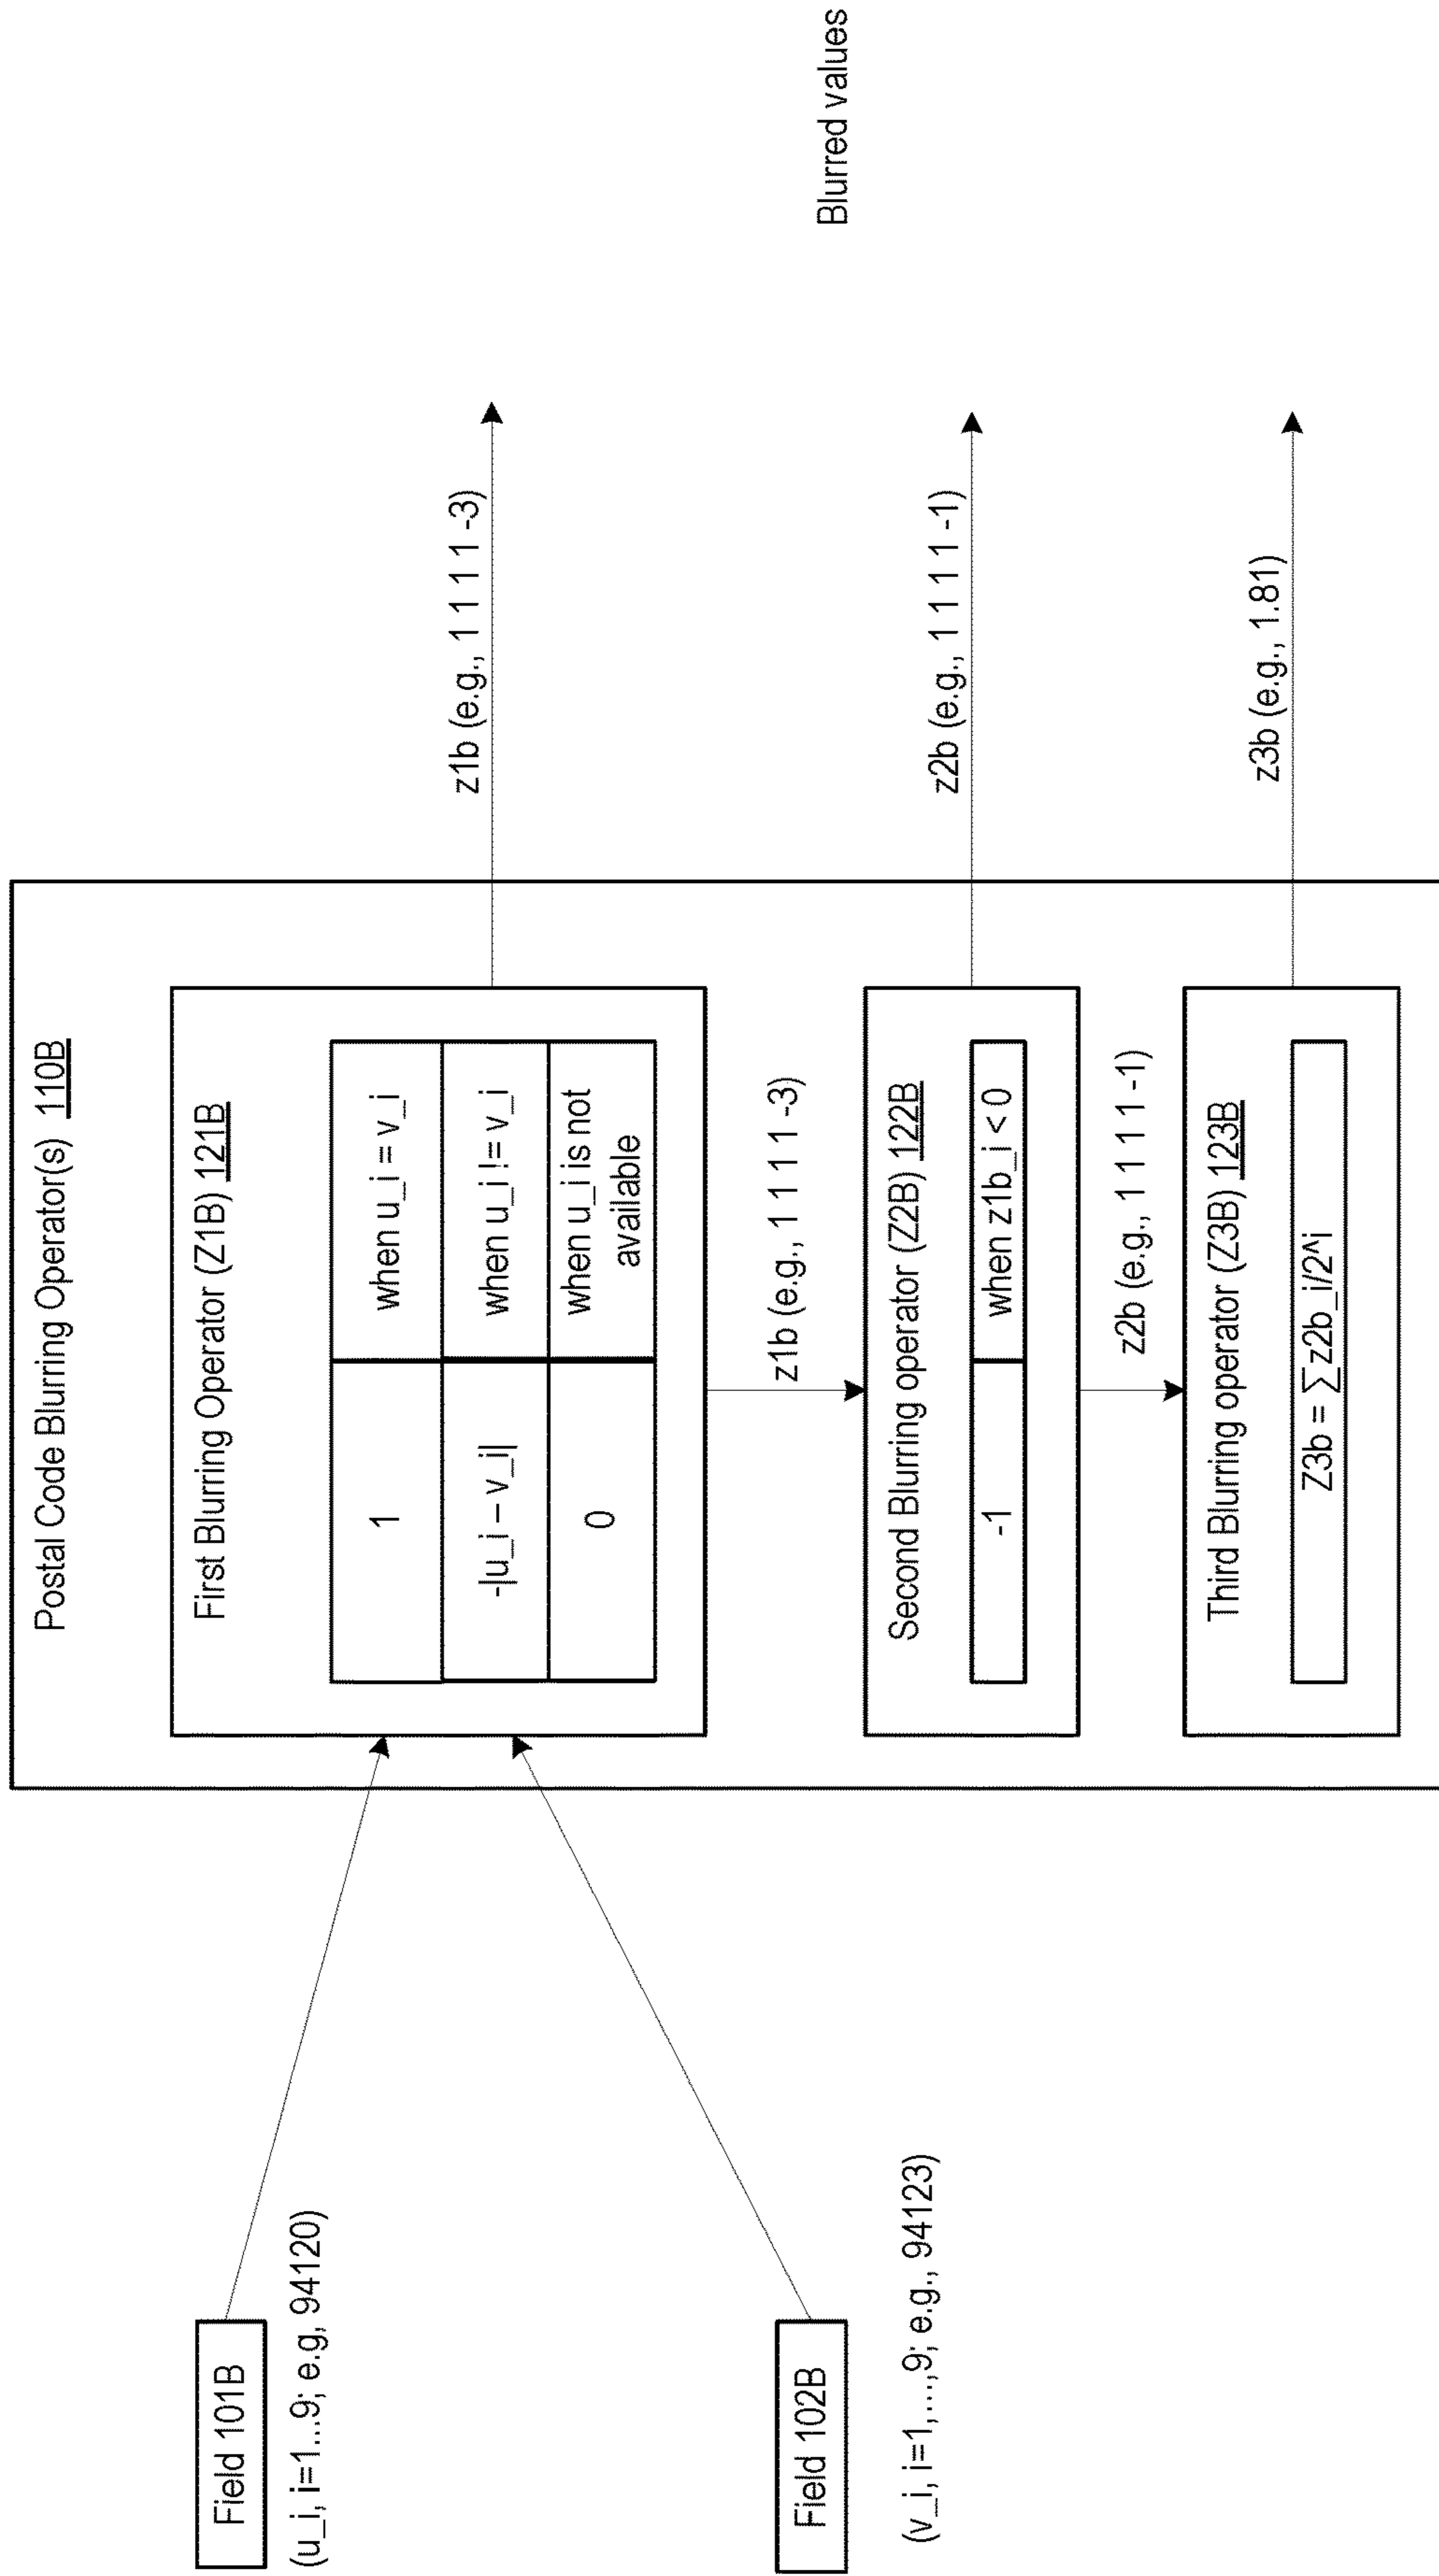 Postal Code Blurring Operator(s) 110B
Field 101B
(u_i, i=1...9; e.g, 94120)
Field 102B
(v_i, i=1,...,9; e.g., 94123)
First Blurring Operator (Z1B) 121B
1
when u_i = v_i
-|u_i – v_i|
when u_i != v_i
0
when u_i is not
available
z1b (e.g., 1 1 1 1 -3)
z1b (e.g., 1 1 1 1 -3)
Second Blurring operator (Z2B) 122B
-1
when z1b_i < 0
z2b (e.g., 1 1 1 1 -1)
z2b (e.g., 1 1 1 1 -1)
Third Blurring operator (Z3B) 123B
Z3b = ∑ z2b_i/2^i
z3b (e.g., 1.81)
Blurred values